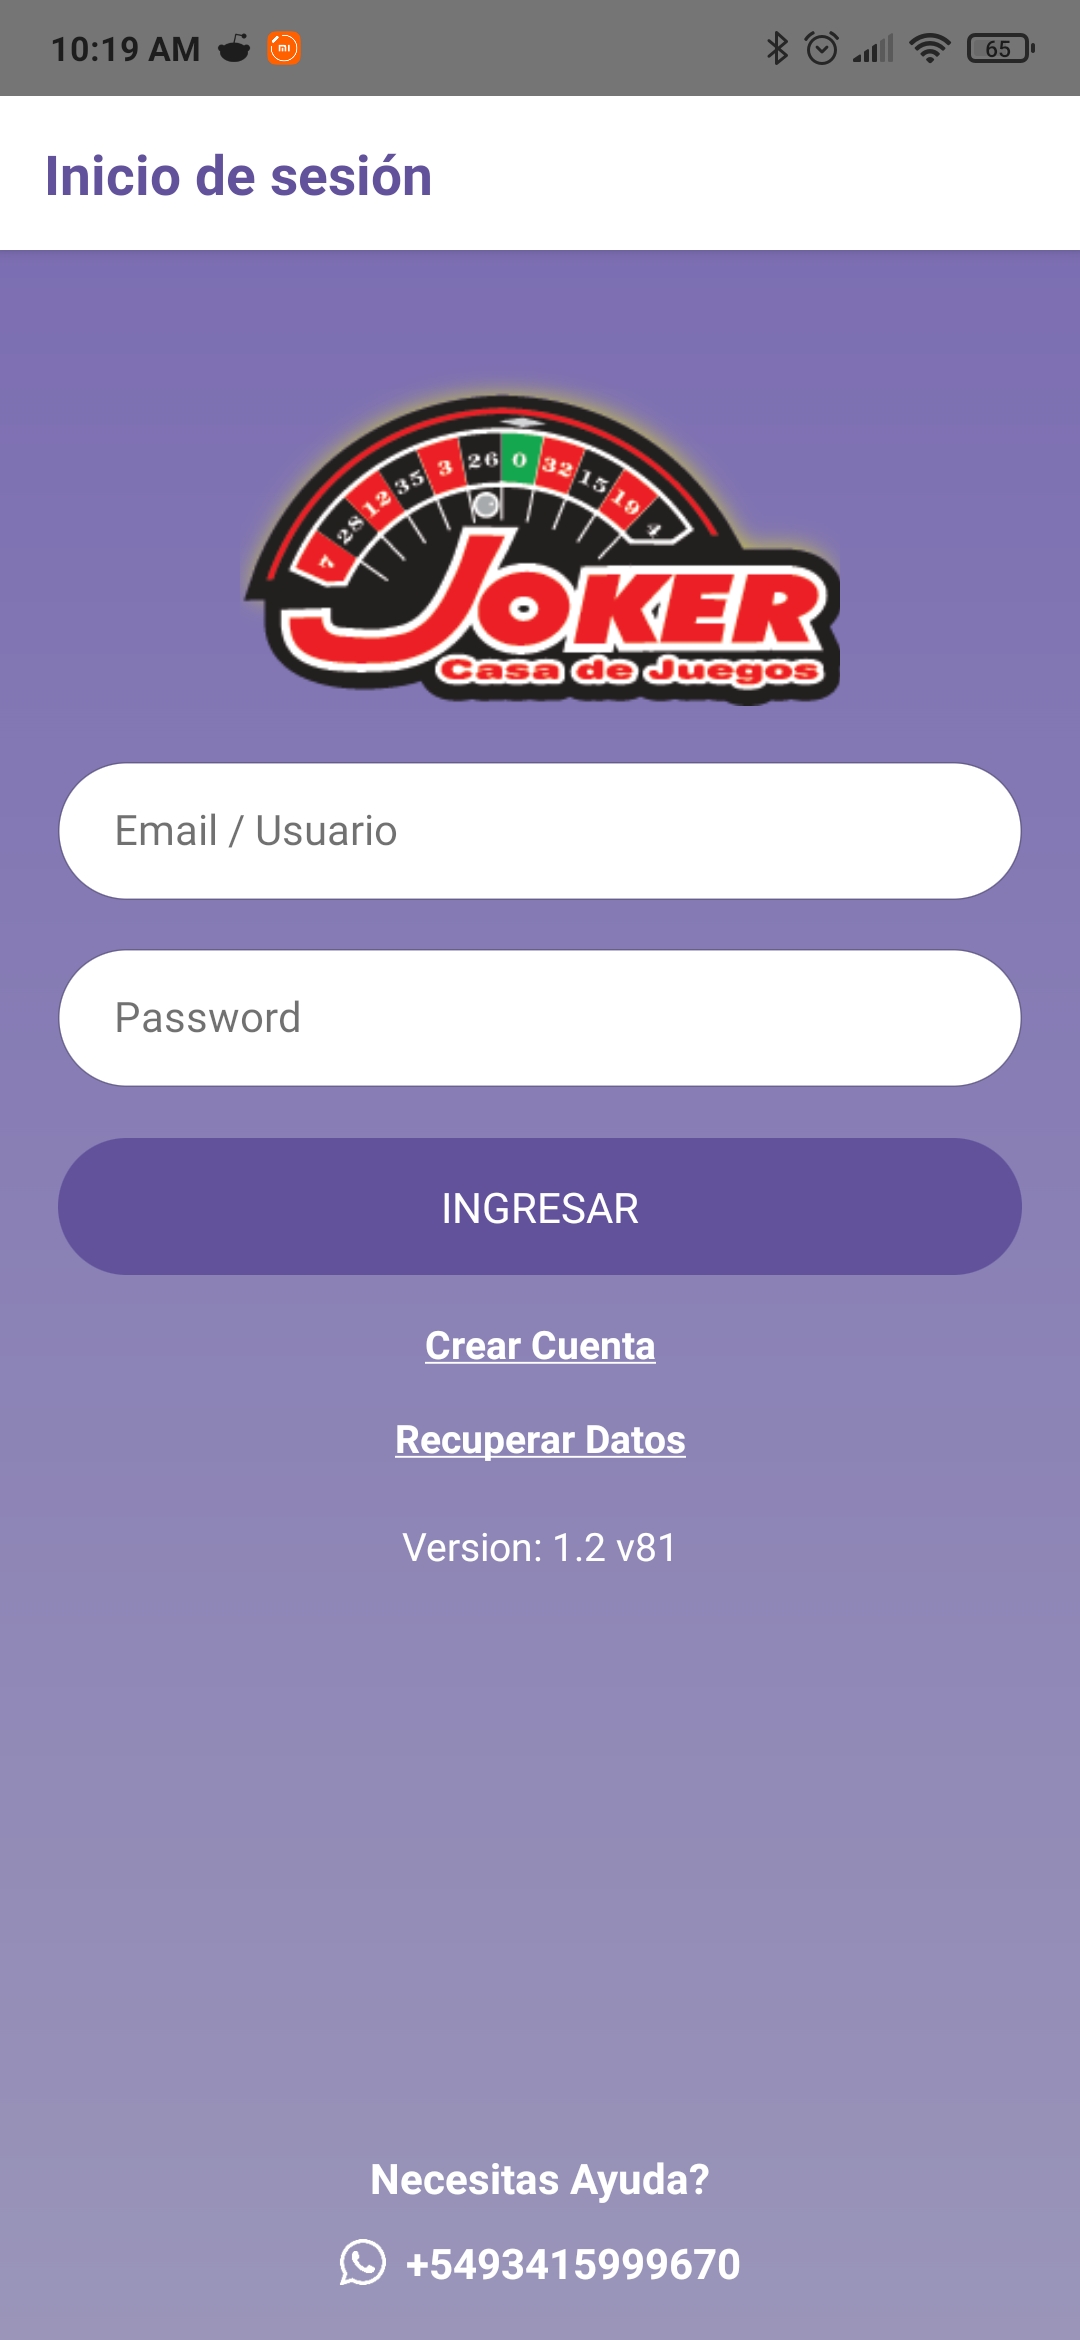 10:19 AM
65
Inicio de sesión
7 28 12 35 3 26 0 32 15 19 4
JOKER
Casa de Juegos
Email / Usuario
Password
INGRESAR
Crear Cuenta
Recuperar Datos
Version: 1.2 v81
Necesitas Ayuda?
+5493415999670